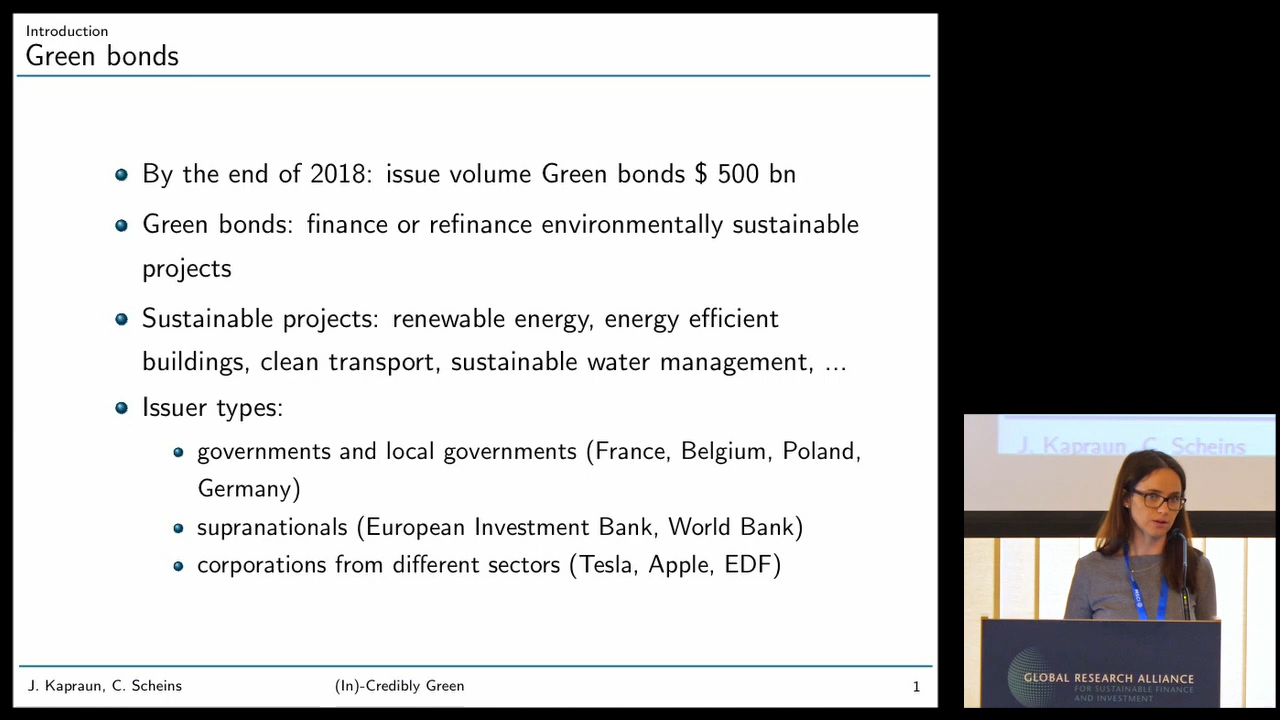 Introduction
Green bonds
By the end of 2018: issue volume Green bonds $ 500 bn
Green bonds: finance or refinance environmentally sustainable
projects
Sustainable projects: renewable energy, energy efficient
buildings, clean transport, sustainable water management, ...
Issuer types:
governments and local governments (France, Belgium, Poland,
Germany)
supranationals (European Investment Bank, World Bank)
corporations from different sectors (Tesla, Apple, EDF)
J. Kapraun, C. Scheins
(In)-Credibly Green
1
J. Kapraun, C. Scheins
MSCI
GLOBAL RESEARCH ALLIANCE
FOR SUSTAINABLE FINANCE
AND INVESTMENT